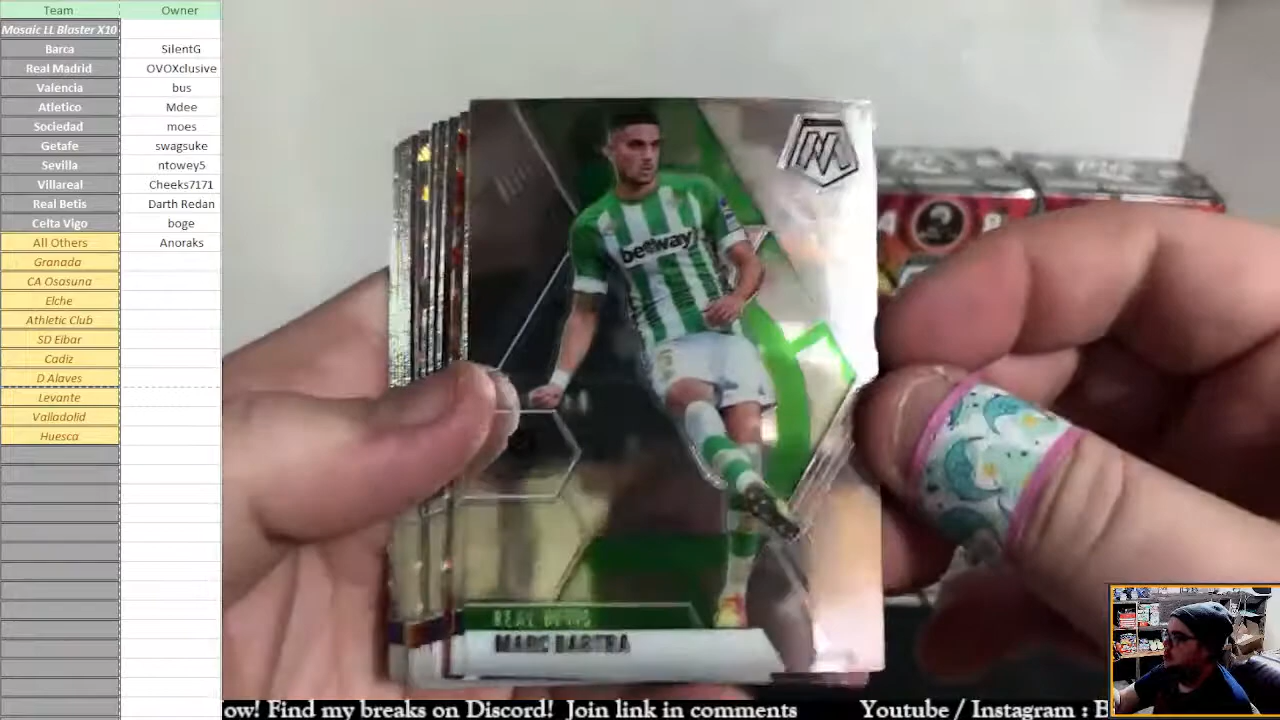 Team Owner
Mosaic LL Blaster X10
Barca SilentG
Real Madrid OVOXclusive
Valencia bus
Atletico Mdee
Sociedad moes
Getafe swagsuke
Sevilla ntowey5
Villareal Cheeks7171
Real Betis Darth Redan
Celta Vigo boge
All Others Anoraks
Granada
CA Osasuna
Elche
Athletic Club
SD Eibar
Cadiz
D Alaves
Levante
Valladolid
Huesca
betway
REAL BETIS
MARC BARTRA
ow! Find my breaks on Discord! Join link in comments Youtube / Instagram : B